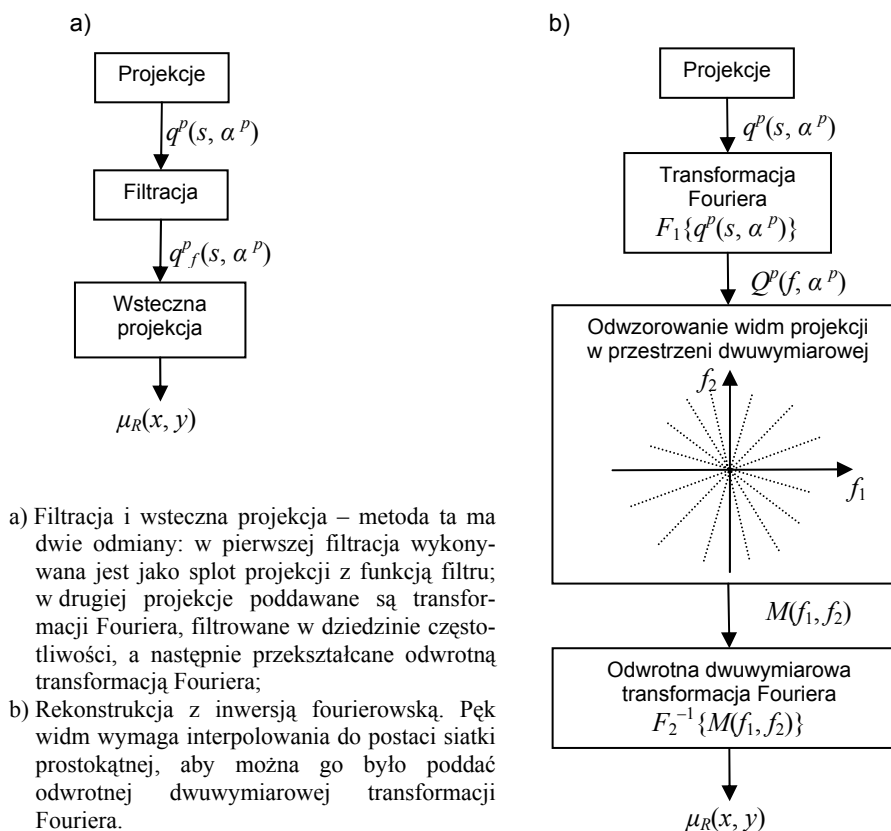 a)
Projekcje
q^p(s, α^p)
Filtracja
q^p_f(s, α^p)
Wsteczna
projekcja
μ_R(x, y)
a) Filtracja i wsteczna projekcja – metoda ta ma
dwie odmiany: w pierwszej filtracja wykony-
wana jest jako splot projekcji z funkcją filtru;
w drugiej projekcje poddawane są transfor-
macji Fouriera, filtrowane w dziedzinie często-
tliwości, a następnie przekształcane odwrotną
transformacją Fouriera;
b) Rekonstrukcja z inwersją fourierowską. Pęk
widm wymaga interpolowania do postaci siatki
prostokątnej, aby można go było poddać
odwrotnej dwuwymiarowej transformacji
Fouriera.
b)
Projekcje
q^p(s, α^p)
Transformacja
Fouriera
F_1{q^p(s, α^p)}
Q^p(f, α^p)
Odwzorowanie widm projekcji
w przestrzeni dwuwymiarowej
f_2
f_1
M(f_1, f_2)
Odwrotna dwuwymiarowa
transformacja Fouriera
F_2^{-1}{M(f_1, f_2)}
μ_R(x, y)